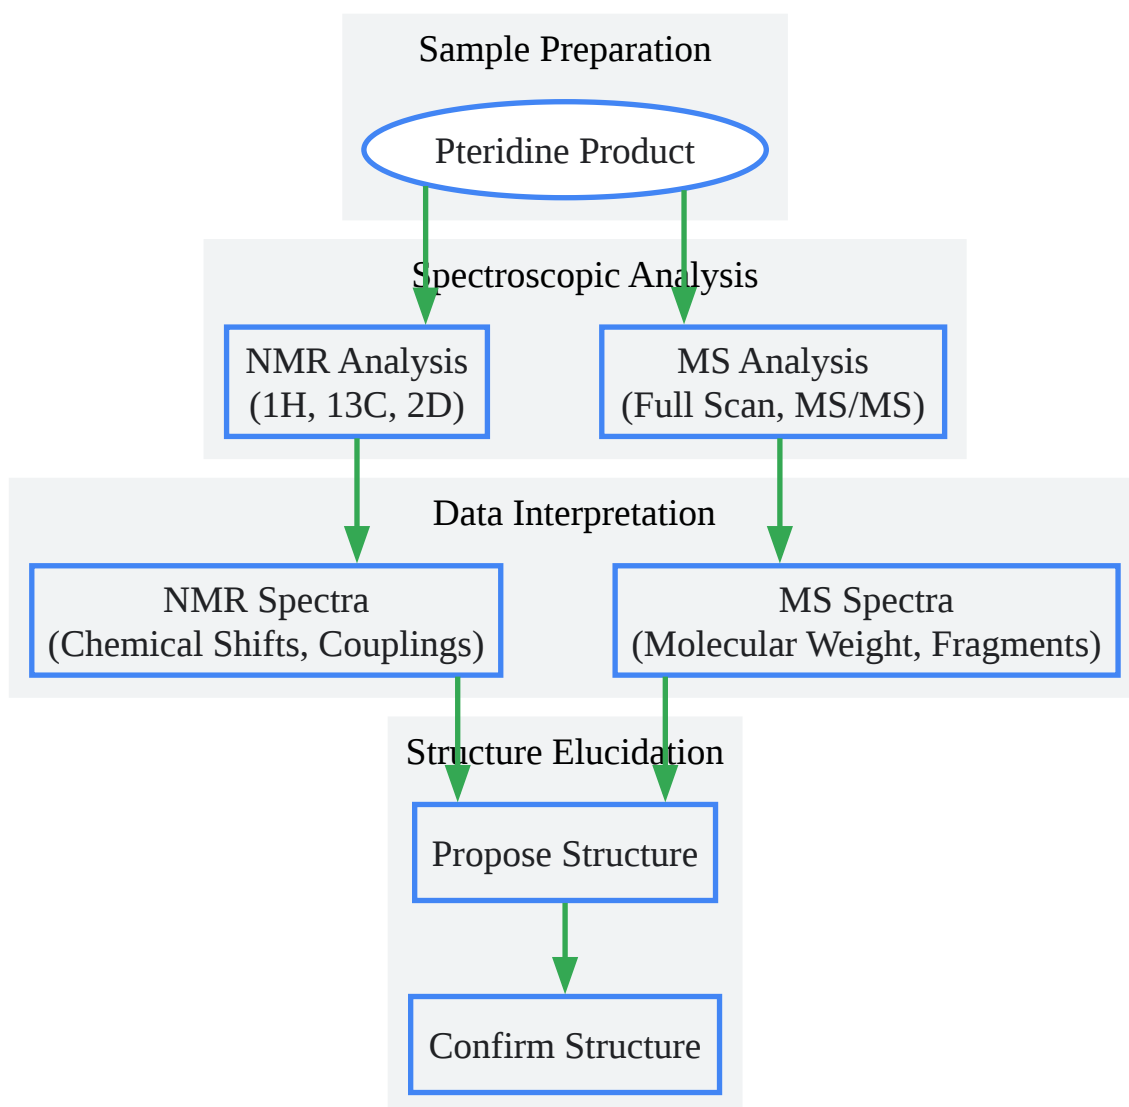 Sample Preparation
Pteridine Product
Spectroscopic Analysis
NMR Analysis
(1H, 13C, 2D)
MS Analysis
(Full Scan, MS/MS)
Data Interpretation
NMR Spectra
(Chemical Shifts, Couplings)
MS Spectra
(Molecular Weight, Fragments)
Structure Elucidation
Propose Structure
Confirm Structure